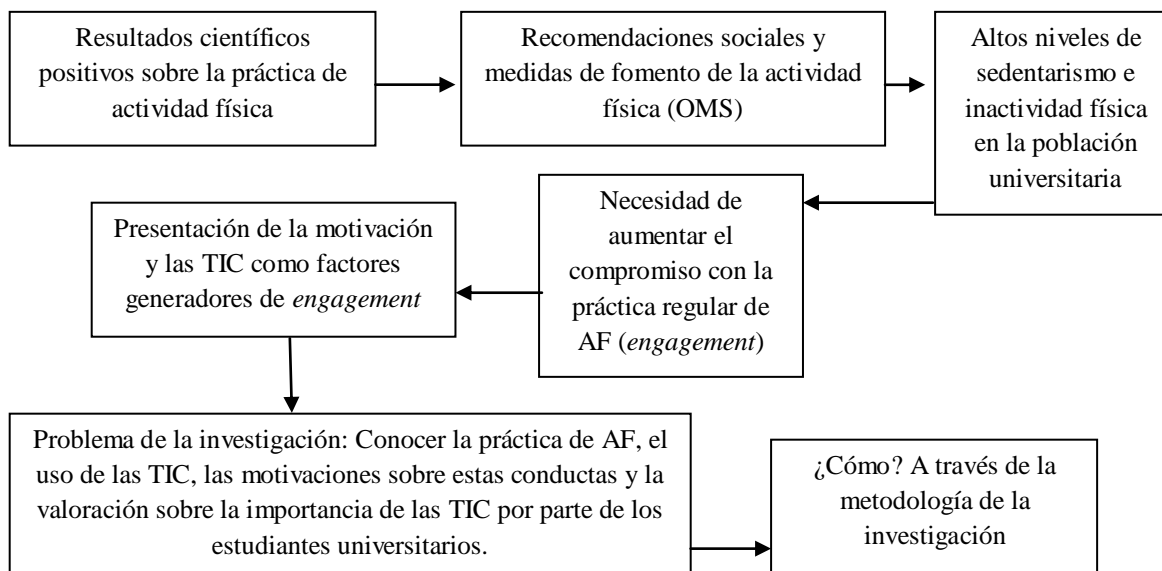 Resultados científicos
positivos sobre la práctica de
actividad física
Recomendaciones sociales y
medidas de fomento de la actividad
física (OMS)
Altos niveles de
sedentarismo e
inactividad física
en la población
universitaria
Necesidad de
aumentar el
compromiso con la
práctica regular de
AF (engagement)
Presentación de la motivación
y las TIC como factores
generadores de engagement
Problema de la investigación: Conocer la práctica de AF, el
uso de las TIC, las motivaciones sobre estas conductas y la
valoración sobre la importancia de las TIC por parte de los
estudiantes universitarios.
¿Cómo? A través de la
metodología de la
investigación